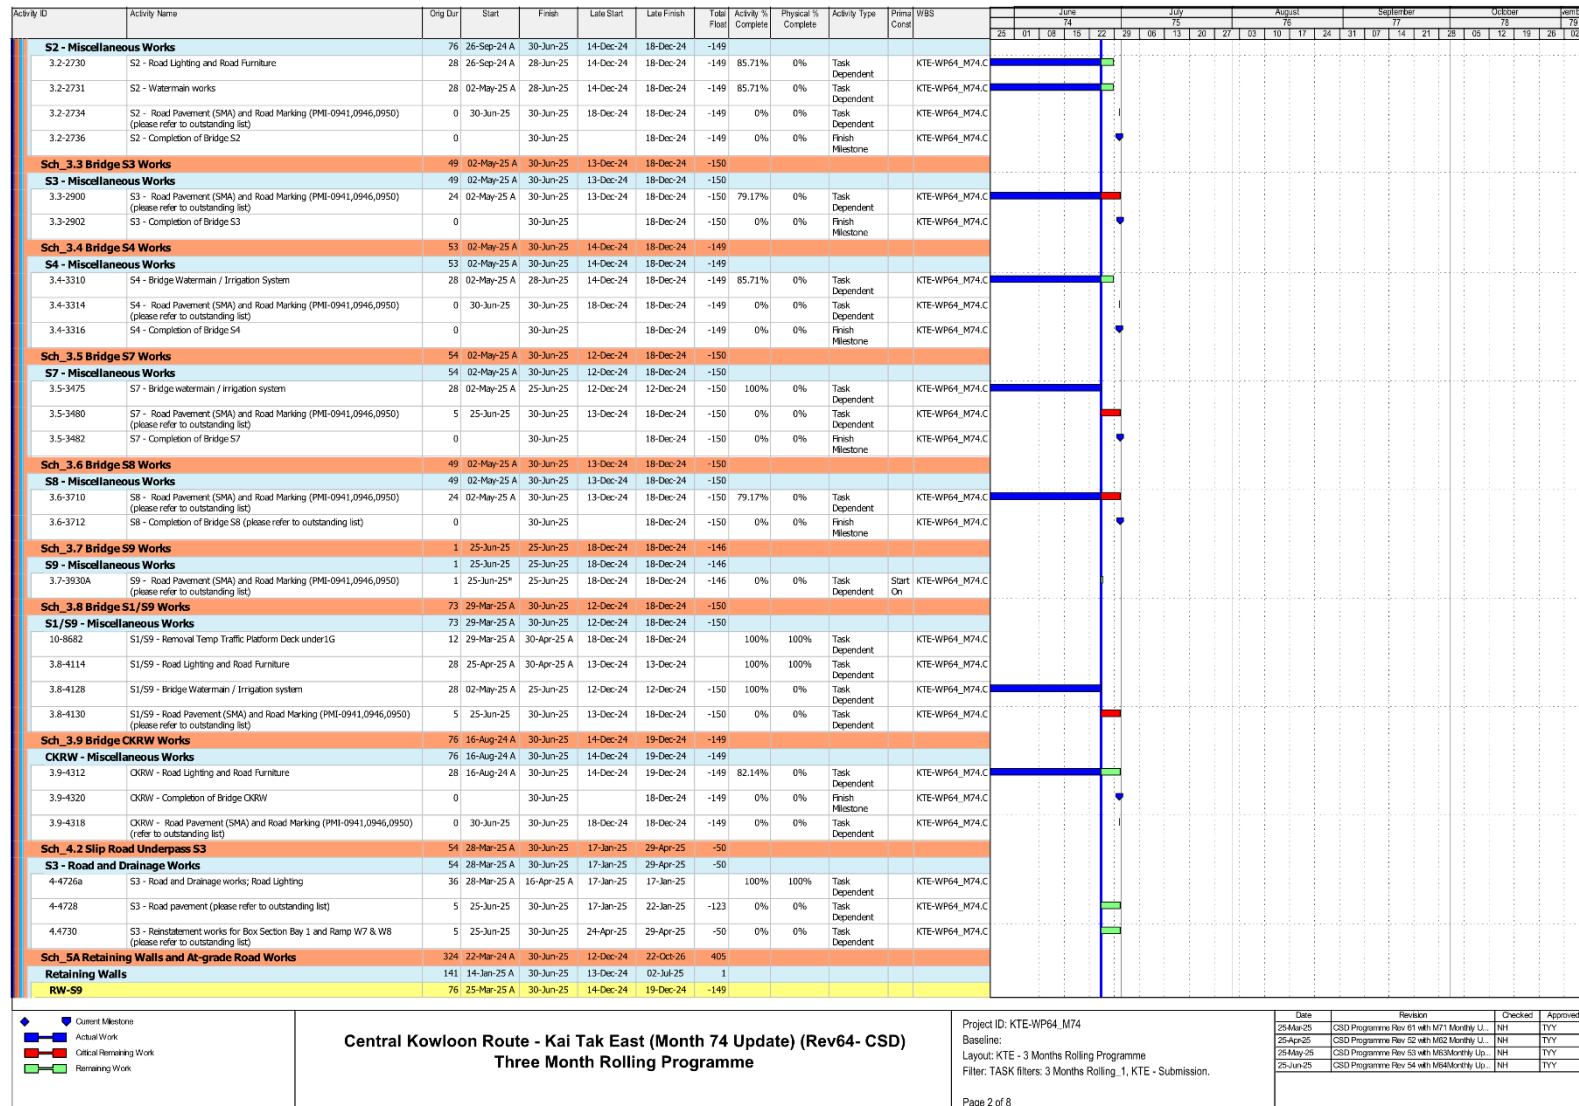 Activity ID Activity Name Orig Dur Start Finish Late Start Late Finish Total Float Activity % Complete Physical % Complete Activity Type Prima Const WBS
June July August September October
74 75 76 77 78 79
25 01 08 15 22 29 06 13 20 27 03 10 17 24 31 07 14 21 28 05 12 19 26 02
S2 - Miscellaneous Works 76 26-Sep-24 A 30-Jun-25 14-Dec-24 18-Dec-24 -149
3.2-2730 S2 - Road Lighting and Road Furniture 28 26-Sep-24 A 28-Jun-25 14-Dec-24 18-Dec-24 -149 85.71% 0% Task Dependent KTE-WP64_M74.C
3.2-2731 S2 - Watermain works 28 02-May-25 A 28-Jun-25 14-Dec-24 18-Dec-24 -149 85.71% 0% Task Dependent KTE-WP64_M74.C
3.2-2734 S2 - Road Pavement (SMA) and Road Marking (PMI-0941,0946,0950) (please refer to outstanding list) 0 30-Jun-25 30-Jun-25 18-Dec-24 18-Dec-24 -149 0% 0% Task Dependent KTE-WP64_M74.C
3.2-2736 S2 - Completion of Bridge S2 0 30-Jun-25 18-Dec-24 -149 0% 0% Finish Milestone KTE-WP64_M74.C
Sch_3.3 Bridge S3 Works 49 02-May-25 A 30-Jun-25 13-Dec-24 18-Dec-24 -150
S3 - Miscellaneous Works 49 02-May-25 A 30-Jun-25 13-Dec-24 18-Dec-24 -150
3.3-2900 S3 - Road Pavement (SMA) and Road Marking (PMI-0941,0946,0950) (please refer to outstanding list) 24 02-May-25 A 30-Jun-25 13-Dec-24 18-Dec-24 -150 79.17% 0% Task Dependent KTE-WP64_M74.C
3.3-2902 S3 - Completion of Bridge S3 0 30-Jun-25 18-Dec-24 -150 0% 0% Finish Milestone KTE-WP64_M74.C
Sch_3.4 Bridge S4 Works 53 02-May-25 A 30-Jun-25 14-Dec-24 18-Dec-24 -149
S4 - Miscellaneous Works 53 02-May-25 A 30-Jun-25 14-Dec-24 18-Dec-24 -149
3.4-3310 S4 - Bridge Watermain / Irrigation System 28 02-May-25 A 28-Jun-25 14-Dec-24 18-Dec-24 -149 85.71% 0% Task Dependent KTE-WP64_M74.C
3.4-3314 S4 - Road Pavement (SMA) and Road Marking (PMI-0941,0946,0950) (please refer to outstanding list) 0 30-Jun-25 30-Jun-25 18-Dec-24 18-Dec-24 -149 0% 0% Task Dependent KTE-WP64_M74.C
3.4-3316 S4 - Completion of Bridge S4 0 30-Jun-25 18-Dec-24 -149 0% 0% Finish Milestone KTE-WP64_M74.C
Sch_3.5 Bridge S7 Works 54 02-May-25 A 30-Jun-25 12-Dec-24 18-Dec-24 -150
S7 - Miscellaneous Works 54 02-May-25 A 30-Jun-25 12-Dec-24 18-Dec-24 -150
3.5-3475 S7 - Bridge watermain / irrigation system 28 02-May-25 A 25-Jun-25 12-Dec-24 12-Dec-24 -150 100% 0% Task Dependent KTE-WP64_M74.C
3.5-3480 S7 - Road Pavement (SMA) and Road Marking (PMI-0941,0946,0950) (please refer to outstanding list) 5 25-Jun-25 30-Jun-25 13-Dec-24 18-Dec-24 -150 0% 0% Task Dependent KTE-WP64_M74.C
3.5-3482 S7 - Completion of Bridge S7 0 30-Jun-25 18-Dec-24 -150 0% 0% Finish Milestone KTE-WP64_M74.C
Sch_3.6 Bridge S8 Works 49 02-May-25 A 30-Jun-25 13-Dec-24 18-Dec-24 -150
S8 - Miscellaneous Works 49 02-May-25 A 30-Jun-25 13-Dec-24 18-Dec-24 -150
3.6-3710 S8 - Road Pavement (SMA) and Road Marking (PMI-0941,0946,0950) (please refer to outstanding list) 24 02-May-25 A 30-Jun-25 13-Dec-24 18-Dec-24 -150 79.17% 0% Task Dependent KTE-WP64_M74.C
3.6-3712 S8 - Completion of Bridge S8 (please refer to outstanding list) 0 30-Jun-25 18-Dec-24 -150 0% 0% Finish Milestone KTE-WP64_M74.C
Sch_3.7 Bridge S9 Works 1 25-Jun-25 25-Jun-25 18-Dec-24 18-Dec-24 -146
S9 - Miscellaneous Works 1 25-Jun-25 25-Jun-25 18-Dec-24 18-Dec-24 -146
3.7-3930A S9 - Road Pavement (SMA) and Road Marking (PMI-0941,0946,0950) (please refer to outstanding list) 1 25-Jun-25* 25-Jun-25 18-Dec-24 18-Dec-24 -146 0% 0% Task Dependent Start On KTE-WP64_M74.C
Sch_3.8 Bridge S1/S9 Works 73 29-Mar-25 A 30-Jun-25 12-Dec-24 18-Dec-24 -150
S1/S9 - Miscellaneous Works 73 29-Mar-25 A 30-Jun-25 12-Dec-24 18-Dec-24 -150
10-8682 S1/S9 - Removal Temp Traffic Platform Deck under1G 12 29-Mar-25 A 30-Apr-25 A 18-Dec-24 18-Dec-24 100% 100% Task Dependent KTE-WP64_M74.C
3.8-4114 S1/S9 - Road Lighting and Road Furniture 28 25-Apr-25 A 30-Apr-25 A 13-Dec-24 13-Dec-24 100% 100% Task Dependent KTE-WP64_M74.C
3.8-4128 S1/S9 - Bridge Watermain / Irrigation system 28 02-May-25 A 25-Jun-25 12-Dec-24 12-Dec-24 -150 100% 0% Task Dependent KTE-WP64_M74.C
3.8-4130 S1/S9 - Road Pavement (SMA) and Road Marking (PMI-0941,0946,0950) (please refer to outstanding list) 5 25-Jun-25 30-Jun-25 13-Dec-24 18-Dec-24 -150 0% 0% Task Dependent KTE-WP64_M74.C
Sch_3.9 Bridge CKRW Works 76 16-Aug-24 A 30-Jun-25 14-Dec-24 19-Dec-24 -149
CKRW - Miscellaneous Works 76 16-Aug-24 A 30-Jun-25 14-Dec-24 19-Dec-24 -149
3.9-4312 CKRW - Road Lighting and Road Furniture 28 16-Aug-24 A 30-Jun-25 14-Dec-24 19-Dec-24 -149 82.14% 0% Task Dependent KTE-WP64_M74.C
3.9-4320 CKRW - Completion of Bridge CKRW 0 30-Jun-25 18-Dec-24 -149 0% 0% Finish Milestone KTE-WP64_M74.C
3.9-4318 CKRW - Road Pavement (SMA) and Road Marking (PMI-0941,0946,0950) (refer to outstanding list) 0 30-Jun-25 30-Jun-25 18-Dec-24 18-Dec-24 -149 0% 0% Task Dependent KTE-WP64_M74.C
Sch_4.2 Slip Road Underpass S3 54 28-Mar-25 A 30-Jun-25 17-Jan-25 29-Apr-25 -50
S3 - Road and Drainage Works 54 28-Mar-25 A 30-Jun-25 17-Jan-25 29-Apr-25 -50
4-4726a S3 - Road and Drainage works; Road Lighting 36 28-Mar-25 A 16-Apr-25 A 17-Jan-25 17-Jan-25 100% 100% Task Dependent KTE-WP64_M74.C
4-4728 S3 - Road pavement (please refer to outstanding list) 5 25-Jun-25 30-Jun-25 17-Jan-25 22-Jan-25 -123 0% 0% Task Dependent KTE-WP64_M74.C
4.4730 S3 - Reinstatement works for Box Section Bay 1 and Ramp W7 & W8 (please refer to outstanding list) 5 25-Jun-25 30-Jun-25 24-Apr-25 29-Apr-25 -50 0% 0% Task Dependent KTE-WP64_M74.C
Sch_5A Retaining Walls and At-grade Road Works 324 22-Mar-24 A 30-Jun-25 12-Dec-24 22-Oct-26 405
Retaining Walls 141 14-Jan-25 A 30-Jun-25 13-Dec-24 02-Jul-25 1
RW-S9 76 25-Mar-25 A 30-Jun-25 14-Dec-24 19-Dec-24 -149
Current Milestone
Actual Work
Critical Remaining Work
Remaining Work
Central Kowloon Route - Kai Tak East (Month 74 Update) (Rev64- CSD)
Three Month Rolling Programme
Project ID: KTE-WP64_M74
Baseline:
Layout: KTE - 3 Months Rolling Programme
Filter: TASK filters: 3 Months Rolling_1, KTE - Submission.
Page 2 of 8
Date Revision Checked Approved
25-Mar-25 CSD Programme Rev 61 with M71 Monthly U... NH TYY
25-Apr-25 CSD Programme Rev 52 with M62 Monthly U... NH TYY
25-May-25 CSD Programme Rev 53 with M63Monthly Up... NH TYY
25-Jun-25 CSD Programme Rev 54 with M64Monthly Up... NH TYY